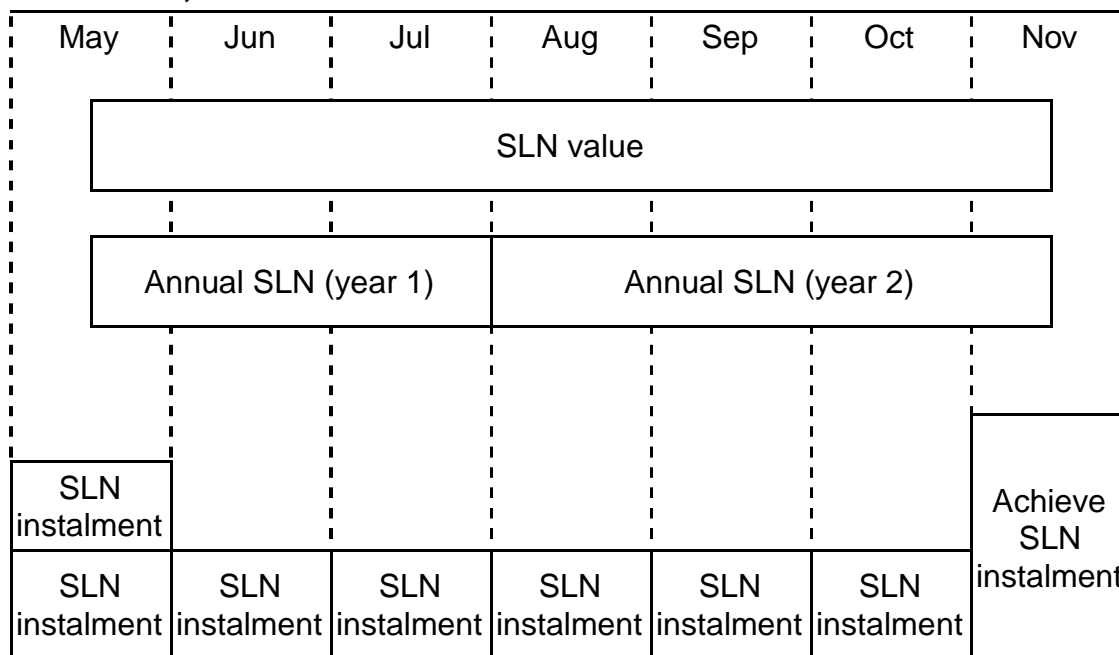 May Jun Jul Aug Sep Oct Nov
SLN value
Annual SLN (year 1) Annual SLN (year 2)
SLN
instalment
Achieve
SLN
instalment
SLN SLN SLN SLN SLN SLN
instalment instalment instalment instalment instalment instalment